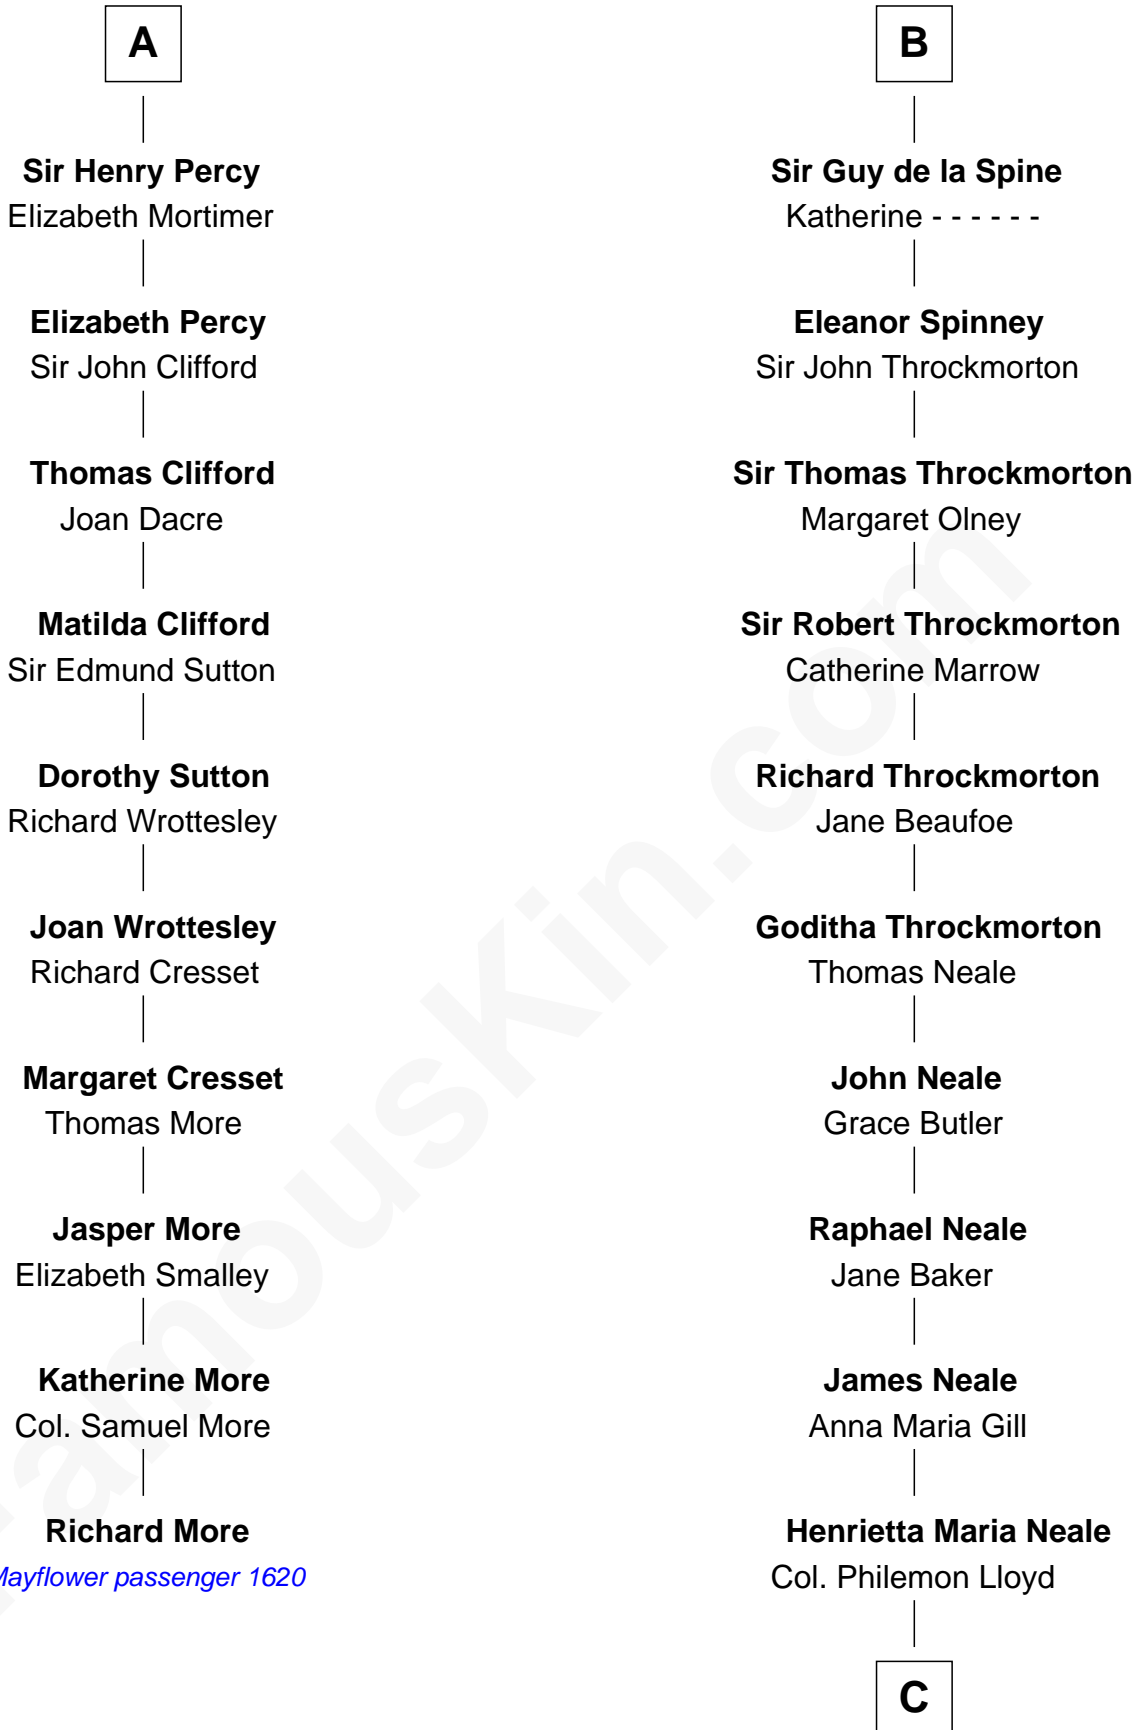 A
Sir Henry Percy
Elizabeth Mortimer
Elizabeth Percy
Sir John Clifford
Thomas Clifford
Joan Dacre
Matilda Clifford
Sir Edmund Sutton
Dorothy Sutton
Richard Wrottesley
Joan Wrottesley
Richard Cresset
Margaret Cresset
Thomas More
Jasper More
Elizabeth Smalley
Katherine More
Col. Samuel More
Richard More
Mayflower passenger 1620
B
Sir Guy de la Spine
Katherine - - - - - -
Eleanor Spinney
Sir John Throckmorton
Sir Thomas Throckmorton
Margaret Olney
Sir Robert Throckmorton
Catherine Marrow
Richard Throckmorton
Jane Beaufoe
Goditha Throckmorton
Thomas Neale
John Neale
Grace Butler
Raphael Neale
Jane Baker
James Neale
Anna Maria Gill
Henrietta Maria Neale
Col. Philemon Lloyd
C
FamousKin.com